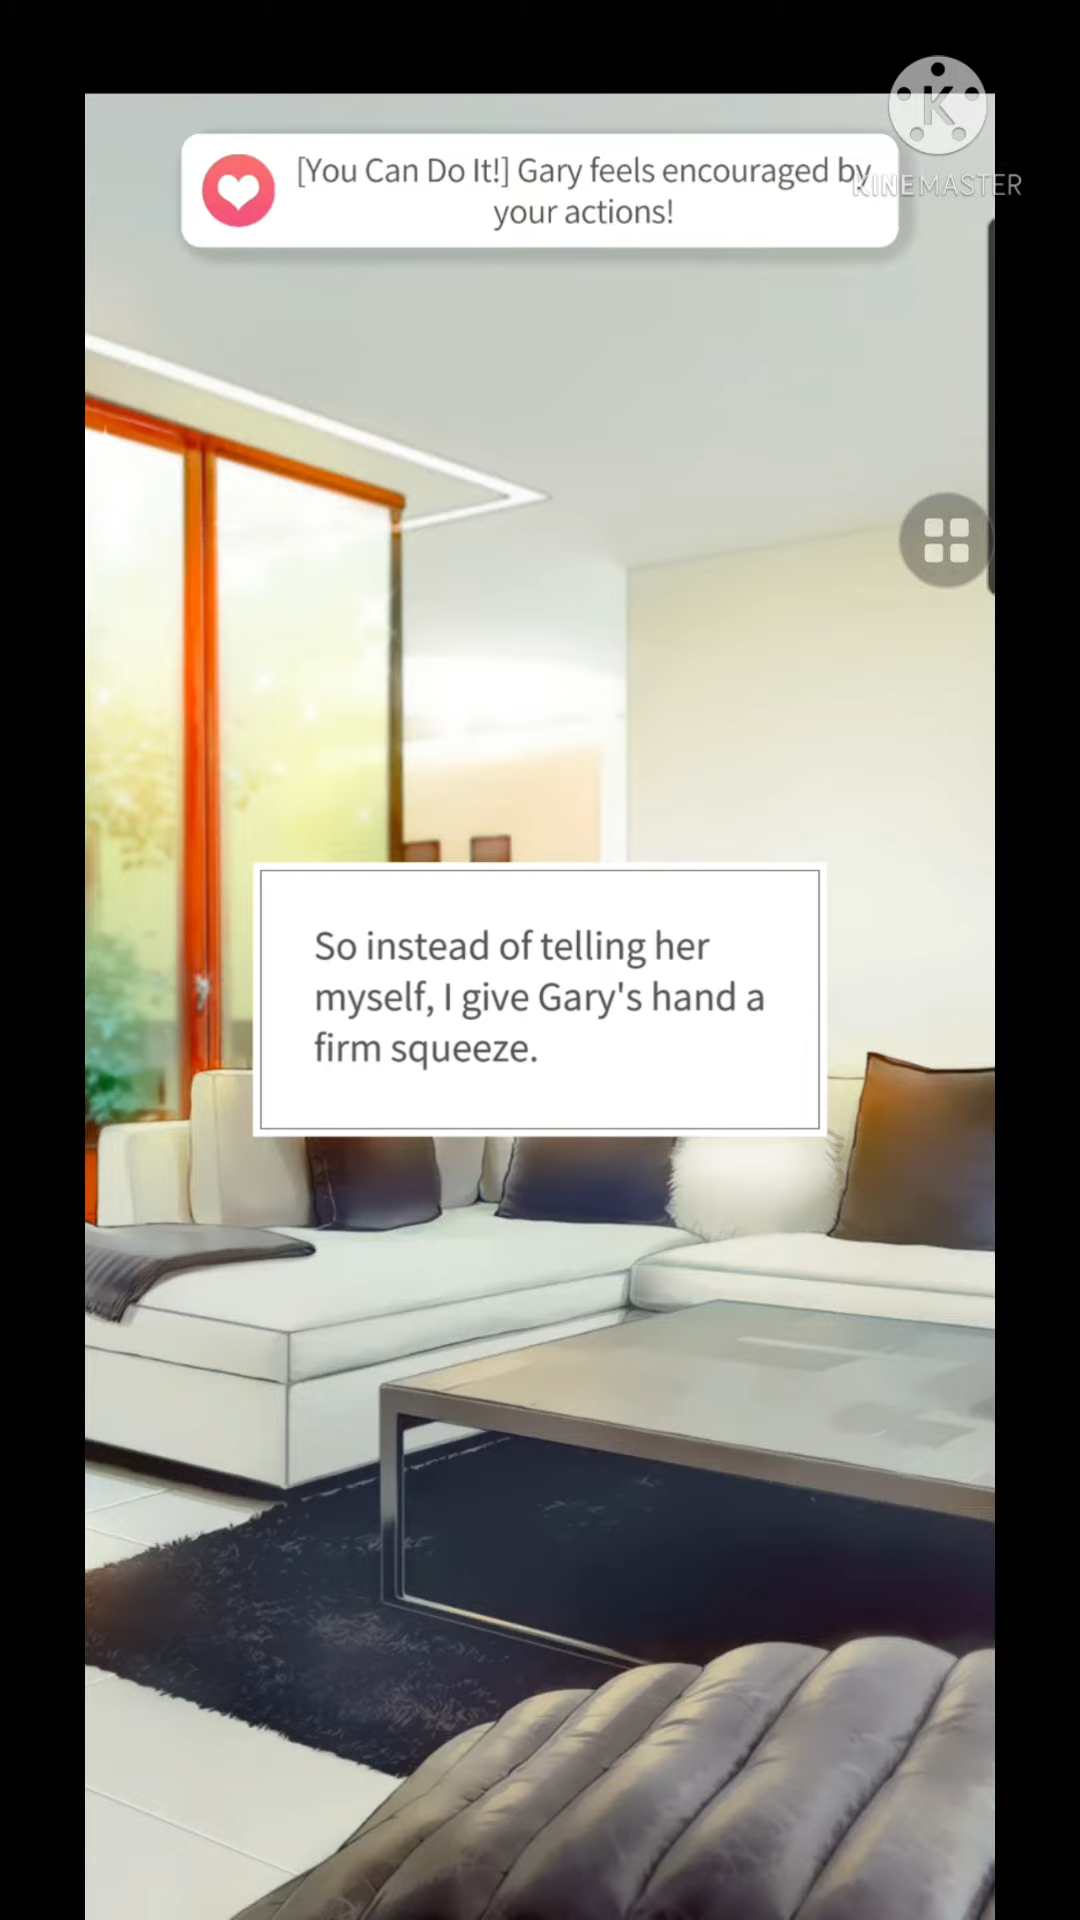 K
KINEMASTER
[You Can Do It!] Gary feels encouraged by
your actions!
So instead of telling her
myself, I give Gary's hand a
firm squeeze.